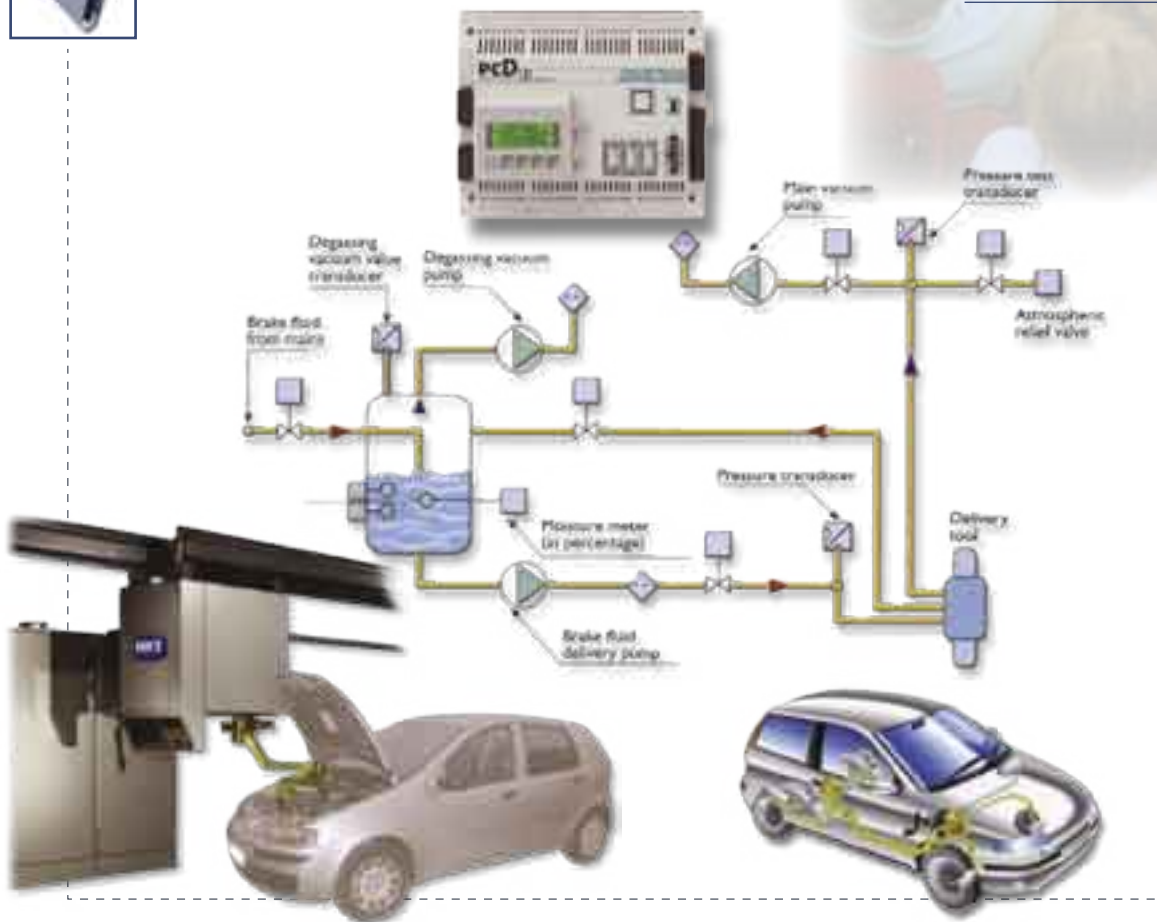 PCD
Main vacuum
pump
Pressure test
transducer
Degassing
vacuum valve
transducer
Degassing vacuum
pump
Atmospheric
relief valve
Brake fluid
from mains
Pressure transducer
Moisture meter
(in percentage)
Delivery
tool
Brake fluid
delivery pump